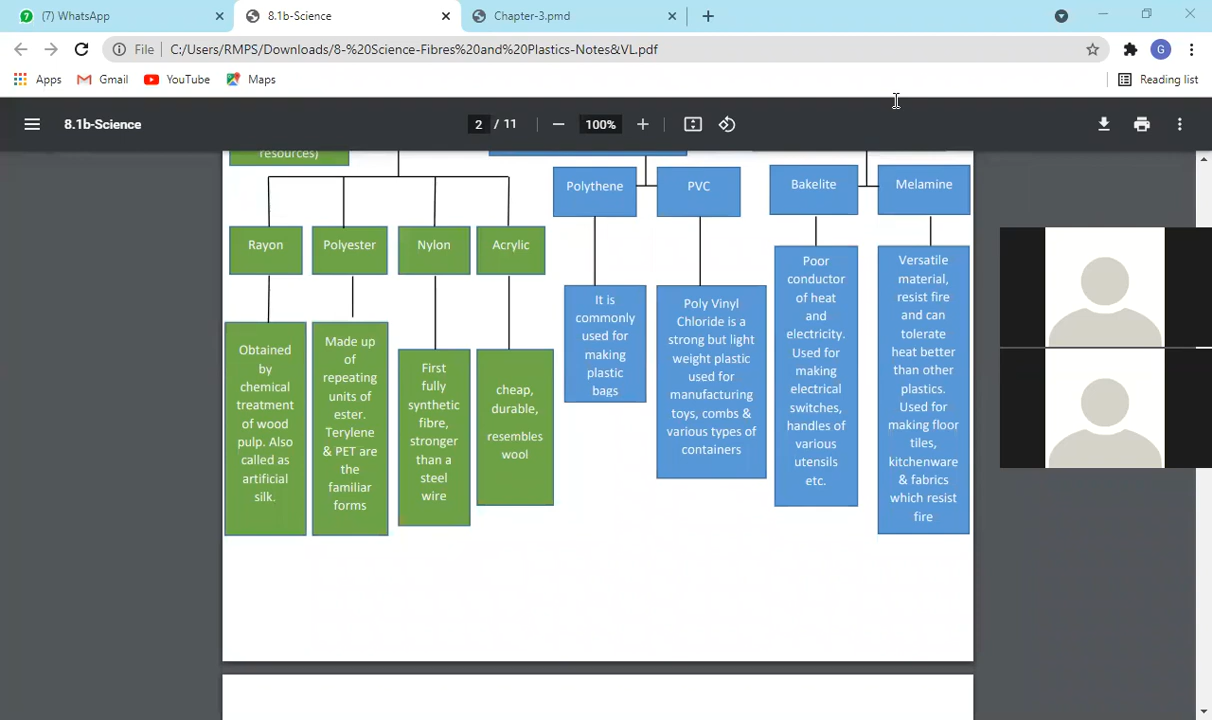 (7) WhatsApp
8.1b-Science
Chapter-3.pmd
File
C:/Users/RMPS/Downloads/8-%20Science-Fibres%20and%20Plastics-Notes&VL.pdf
G
Apps
Gmail
YouTube
Maps
Reading list
8.1b-Science
2 / 11
100%
resources)
Rayon
Polyester
Nylon
Acrylic
Polythene
PVC
Bakelite
Melamine
Obtained
by
chemical
treatment
of wood
pulp. Also
called as
artificial
silk.
Made up
of
repeating
units of
ester.
Terylene
& PET are
the
familiar
forms
First
fully
synthetic
fibre,
stronger
than a
steel
wire
cheap,
durable,
resembles
wool
It is
commonly
used for
making
plastic
bags
Poly Vinyl
Chloride is a
strong but light
weight plastic
used for
manufacturing
toys, combs &
various types of
containers
Poor
conductor
of heat
and
electricity.
Used for
making
electrical
switches,
handles of
various
utensils
etc.
Versatile
material,
resist fire
and can
tolerate
heat better
than other
plastics.
Used for
making floor
tiles,
kitchenware
& fabrics
which resist
fire